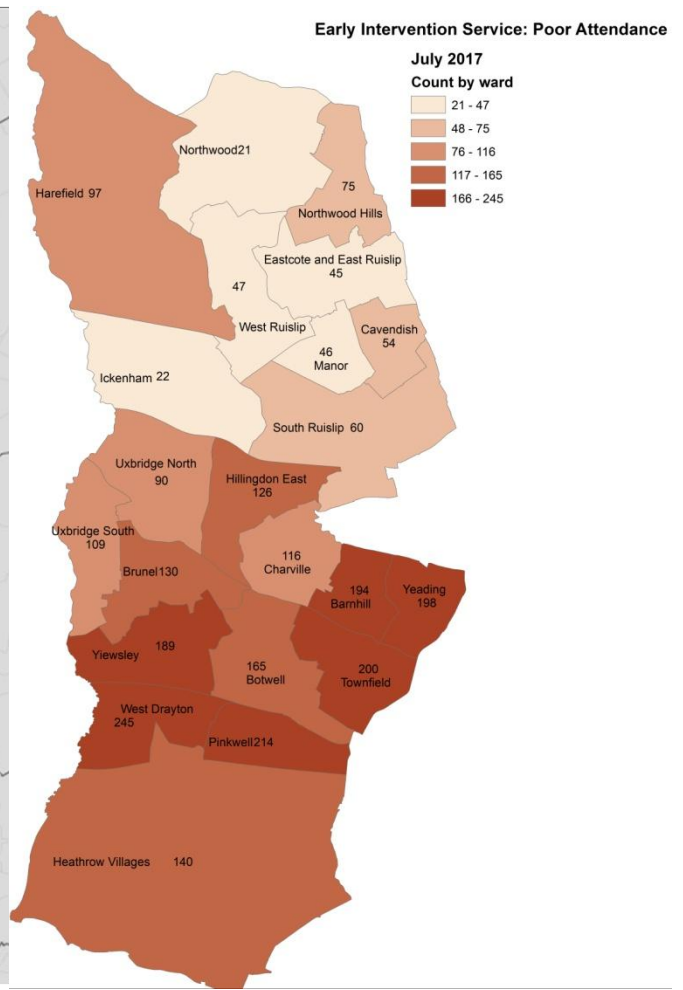 Early Intervention Service: Poor Attendance
July 2017
Count by ward
21 - 47
48 - 75
76 - 116
117 - 165
166 - 245
Northwood21
Harefield 97
75
Northwood Hills
Eastcote and East Ruislip
45
47
West Ruislip
Cavendish
54
46
Manor
Ickenham 22
South Ruislip 60
Uxbridge North
90
Hillingdon East
126
Uxbridge South
109
116
Charville
Brunel130
194
Barnhill
Yeading
198
Yiewsley 189
165
Botwell
200
Townfield
West Drayton
245
Pinkwell214
Heathrow Villages 140